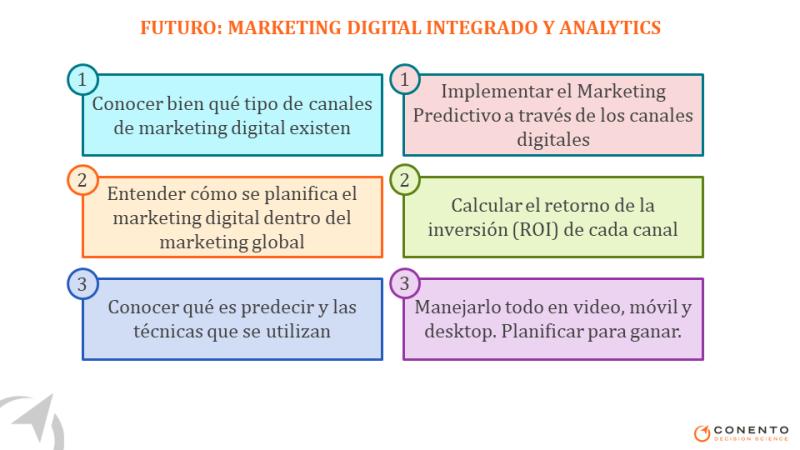 FUTURO: MARKETING DIGITAL INTEGRADO Y ANALYTICS
1
Conocer bien qué tipo de canales
de marketing digital existen
2
Entender cómo se planifica el
marketing digital dentro del
marketing global
3
Conocer qué es predecir y las
técnicas que se utilizan
1
Implementar el Marketing
Predictivo a través de los canales
digitales
2
Calcular el retorno de la
inversión (ROI) de cada canal
3
Manejarlo todo en video, móvil y
desktop. Planificar para ganar.
CONENTO
DECISION SCIENCE